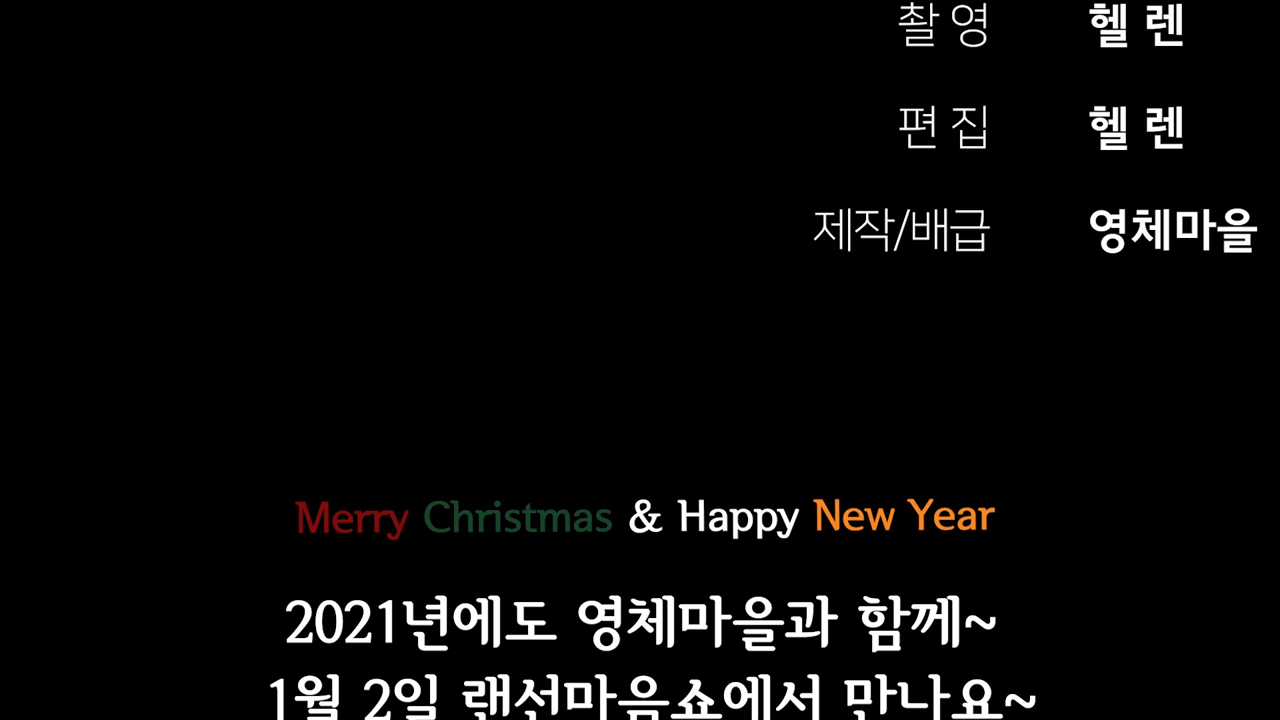 촬 영 헬 렌
편 집 헬 렌
제작/배급 영체마을
Merry Christmas & Happy New Year
2021년에도 영체마을과 함께~
1월 2일 랜선마음쇼에서 만나요~